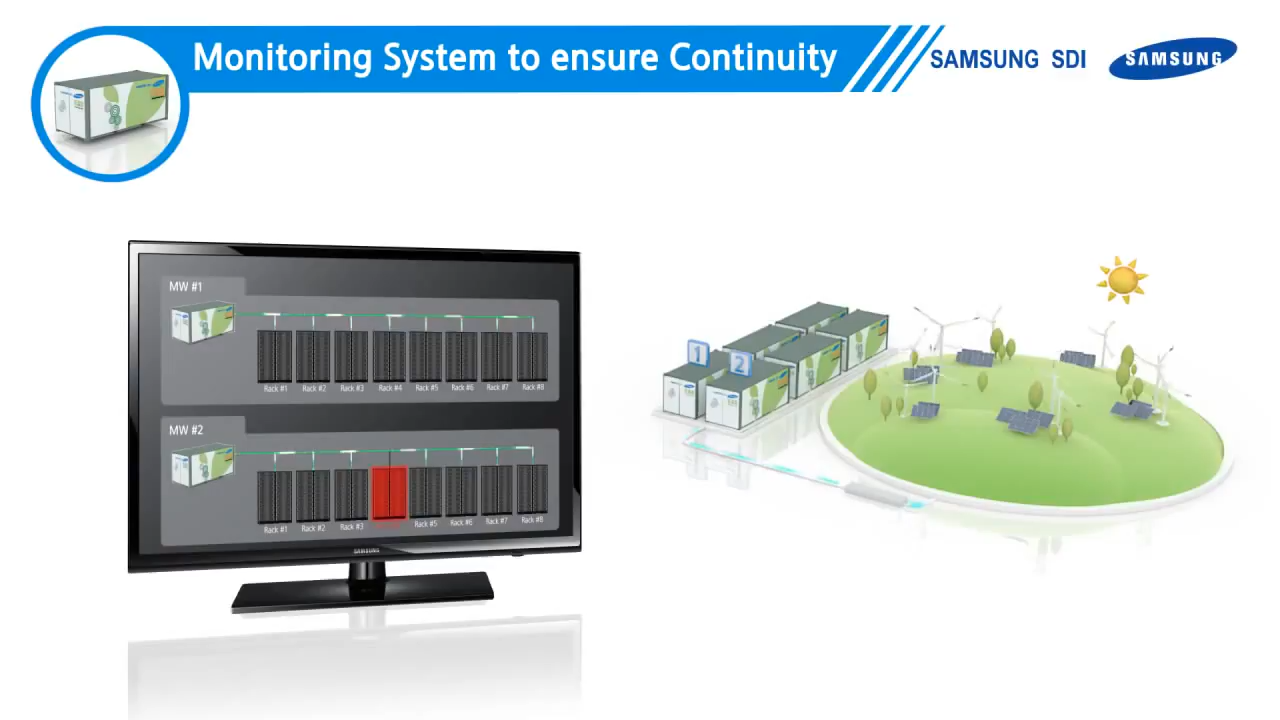 Monitoring System to ensure Continuity
SAMSUNG SDI
SAMSUNG
MW #1
Rack #1 Rack #2 Rack #3 Rack #4 Rack #5 Rack #6 Rack #7 Rack #8
MW #2
Rack #1 Rack #2 Rack #3 Rack #5 Rack #6 Rack #7 Rack #8
SAMSUNG
1 2